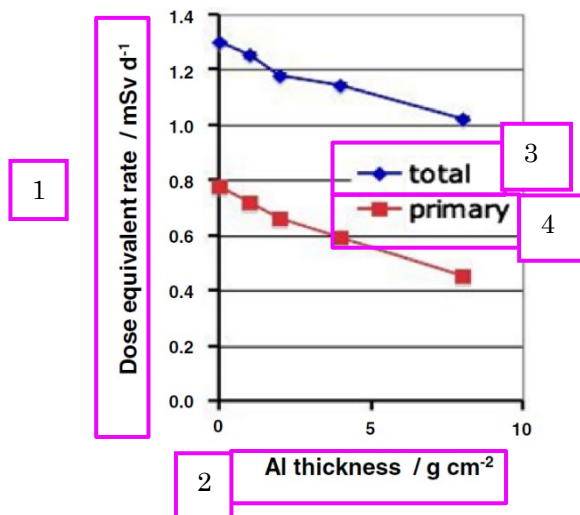 1.4
1.2
1.0
0.8
0.6
0.4
0.2
0.0
0 5 10
Dose equivalent rate / mSv d⁻¹
Al thickness / g cm⁻²
total
primary
1
2
3
4